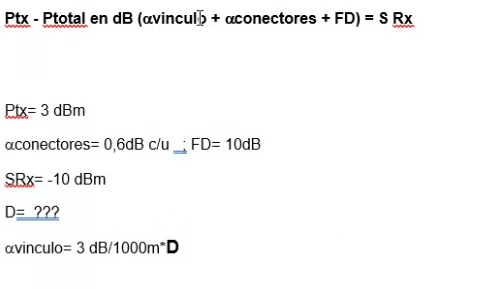 Ptx - Ptotal en dB (αvinculo + αconectores + FD) = S Rx
Ptx= 3 dBm
αconectores= 0,6dB c/u _; FD= 10dB
SRx= -10 dBm
D= ???
αvinculo= 3 dB/1000m*D